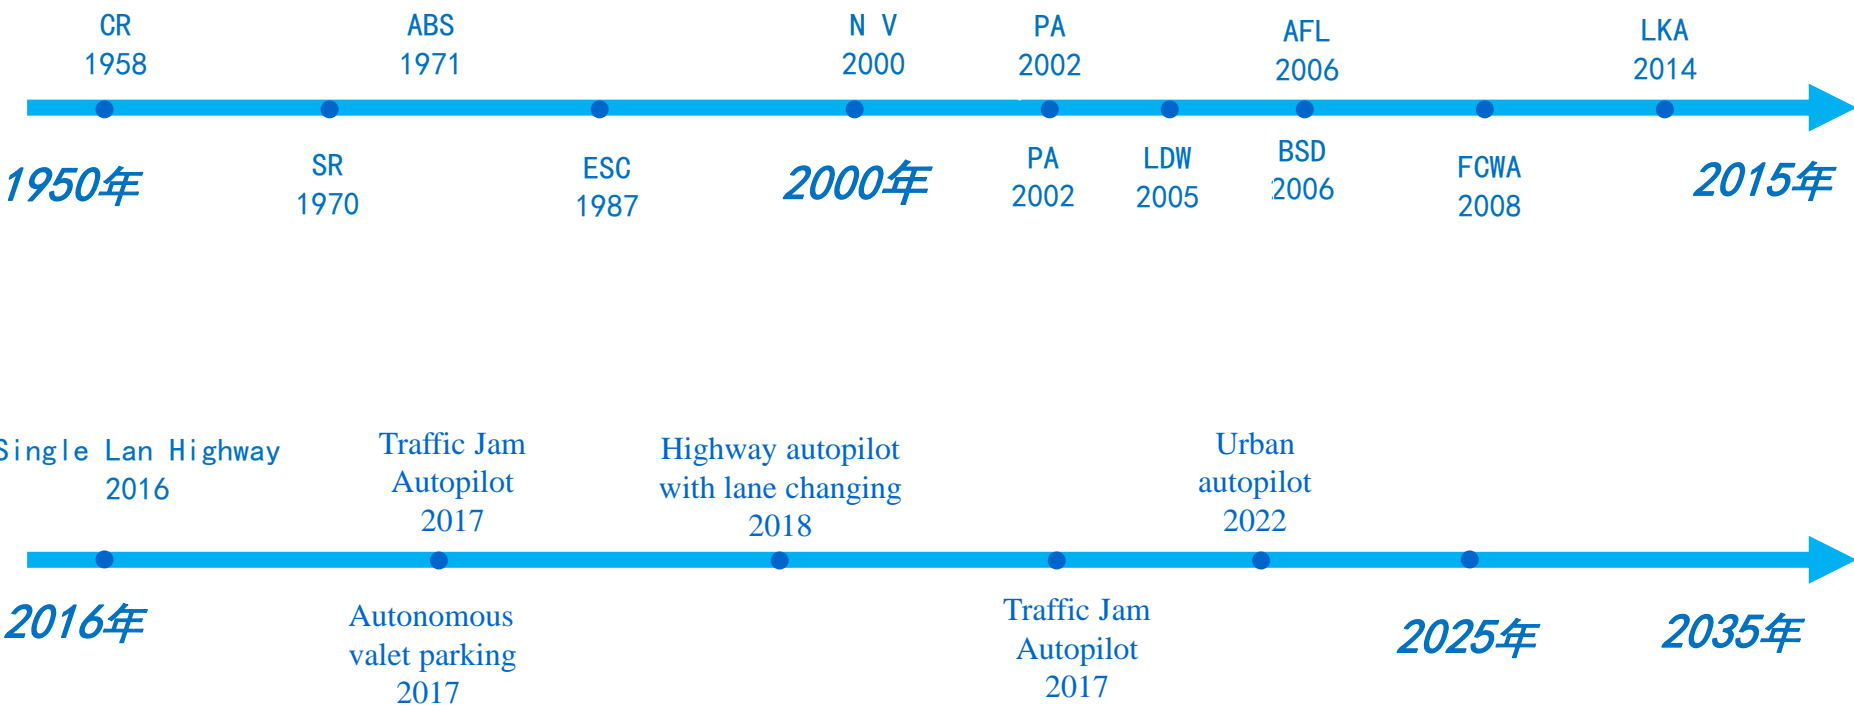 CR
1958
ABS
1971
N V
2000
PA
2002
AFL
2006
LKA
2014
1950年
SR
1970
ESC
1987
2000年
PA
2002
LDW
2005
BSD
2006
FCWA
2008
2015年
Single Lan Highway
2016
Traffic Jam
Autopilot
2017
Highway autopilot
with lane changing
2018
Urban
autopilot
2022
2016年
Autonomous
valet parking
2017
Traffic Jam
Autopilot
2017
2025年
2035年